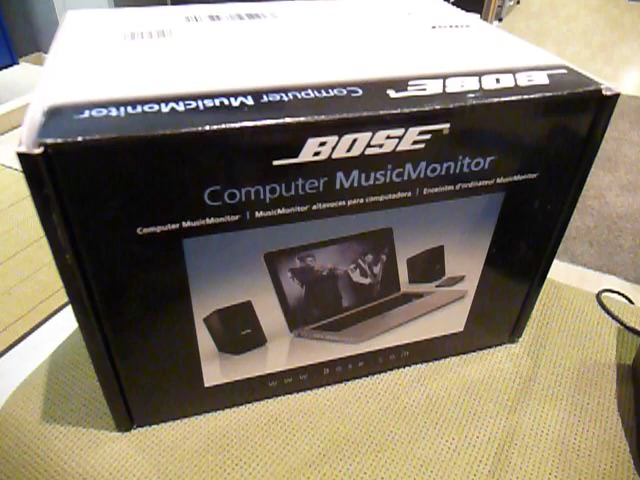 BOSE
Computer MusicMonitor
BOSE
Computer MusicMonitor
Computer MusicMonitor | MusicMonitor altavoces para computadora | Enceintes d'ordinateur MusicMonitor
www.Bose.com